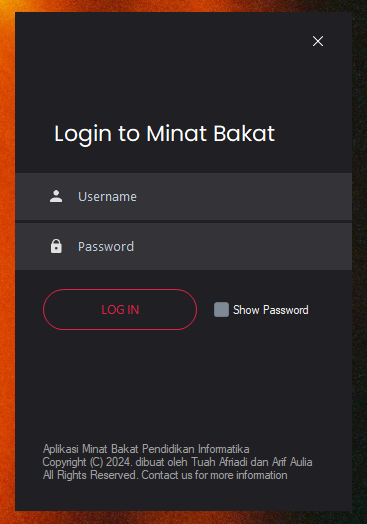 Login to Minat Bakat
Username
Password
LOG IN
Show Password
Aplikasi Minat Bakat Pendidikan Informatika
Copyright (C) 2024. dibuat oleh Tuah Afriadi dan Arif Aulia
All Rights Reserved. Contact us for more information